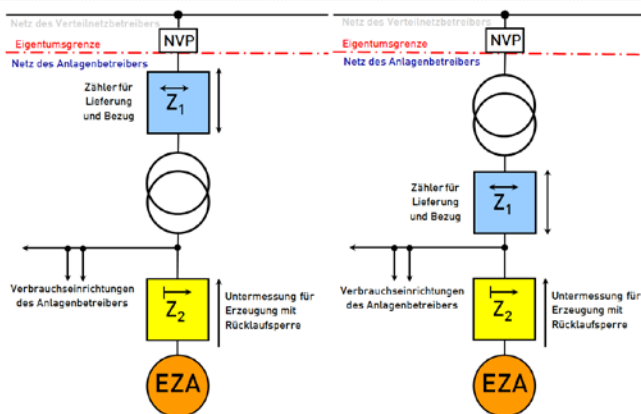 Netz des Verteilnetzbetreibers
NVP
Eigentumsgrenze
Netz des Anlagenbetreibers
Zähler für
Lieferung
und Bezug
Z1
Verbrauchseinrichtungen
des Anlagenbetreibers
Z2
Untermessung für
Erzeugung mit
Rücklaufsperre
EZA
Netz des Verteilnetzbetreibers
NVP
Eigentumsgrenze
Netz des Anlagenbetreibers
Zähler für
Lieferung
und Bezug
Z1
Verbrauchseinrichtungen
des Anlagenbetreibers
Z2
Untermessung für
Erzeugung mit
Rücklaufsperre
EZA